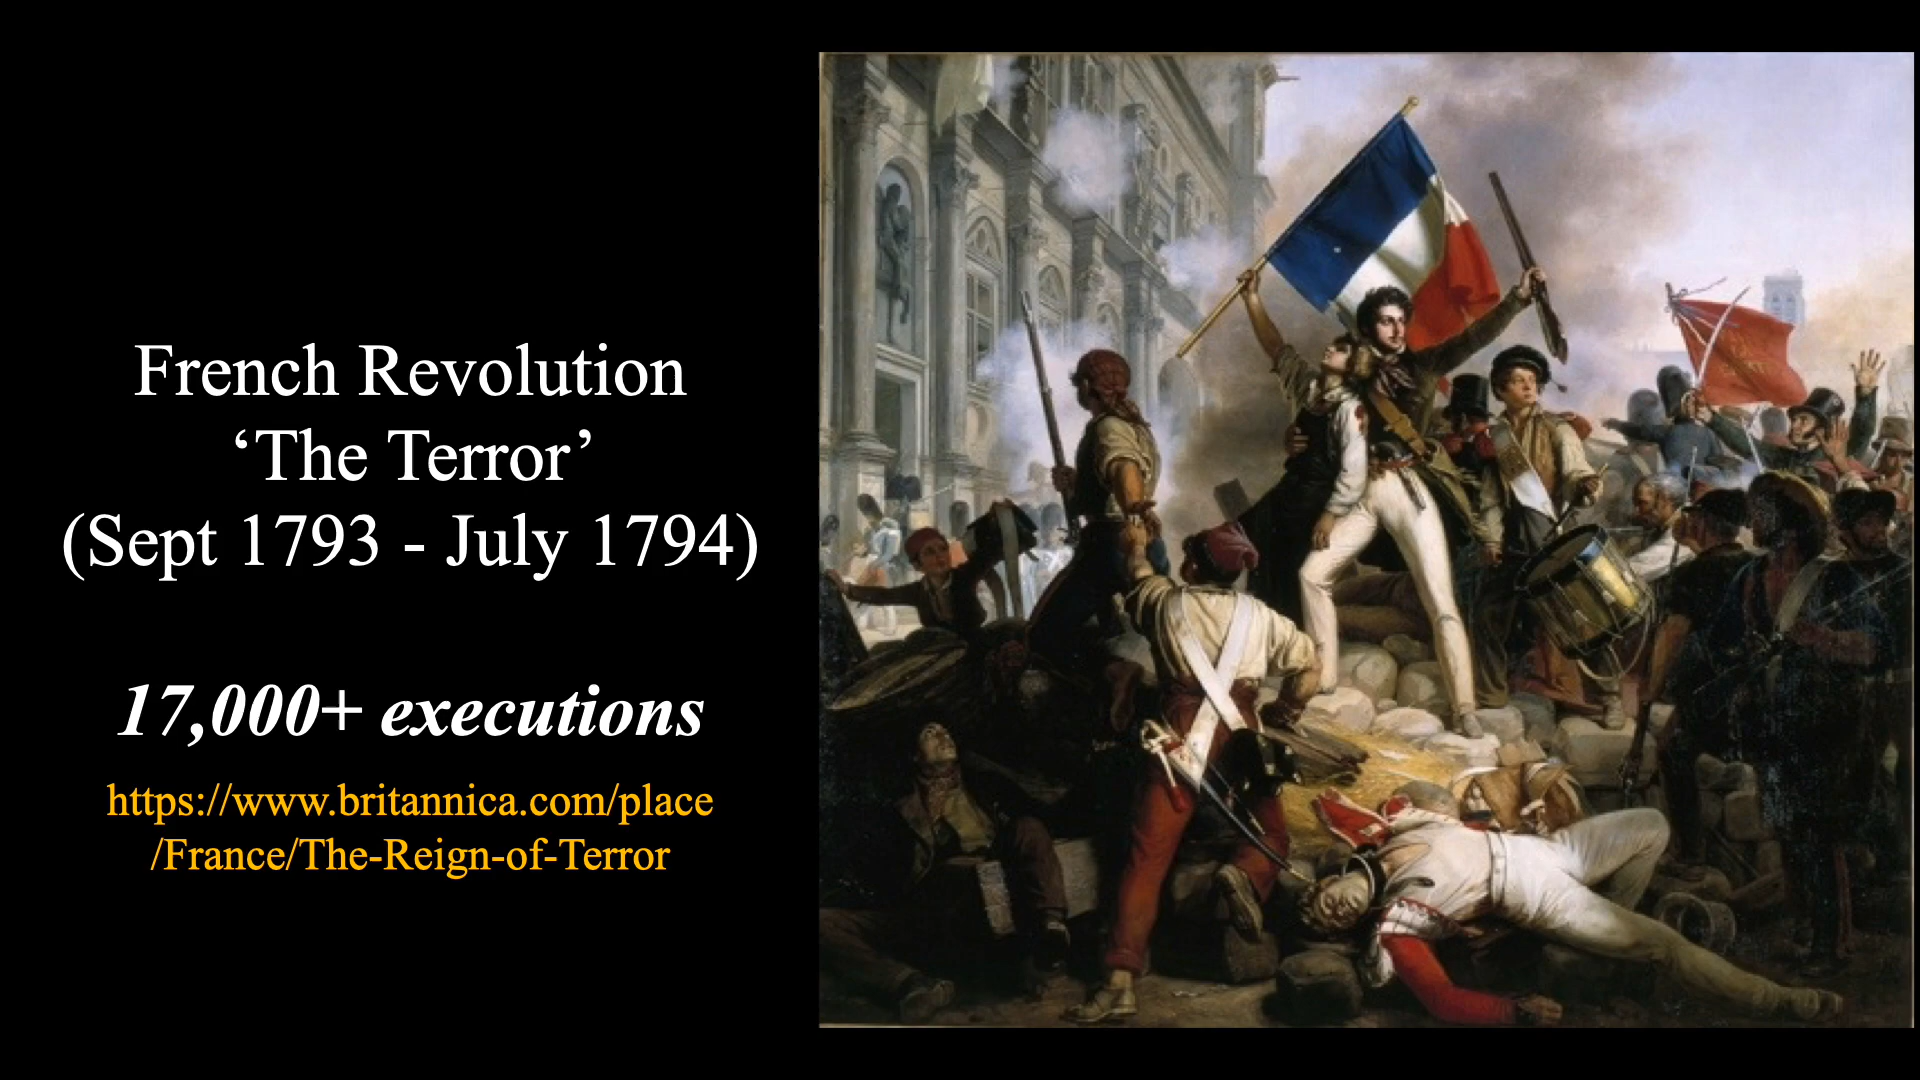 French Revolution
‘The Terror’
(Sept 1793 - July 1794)
17,000+ executions
https://www.britannica.com/place
/France/The-Reign-of-Terror